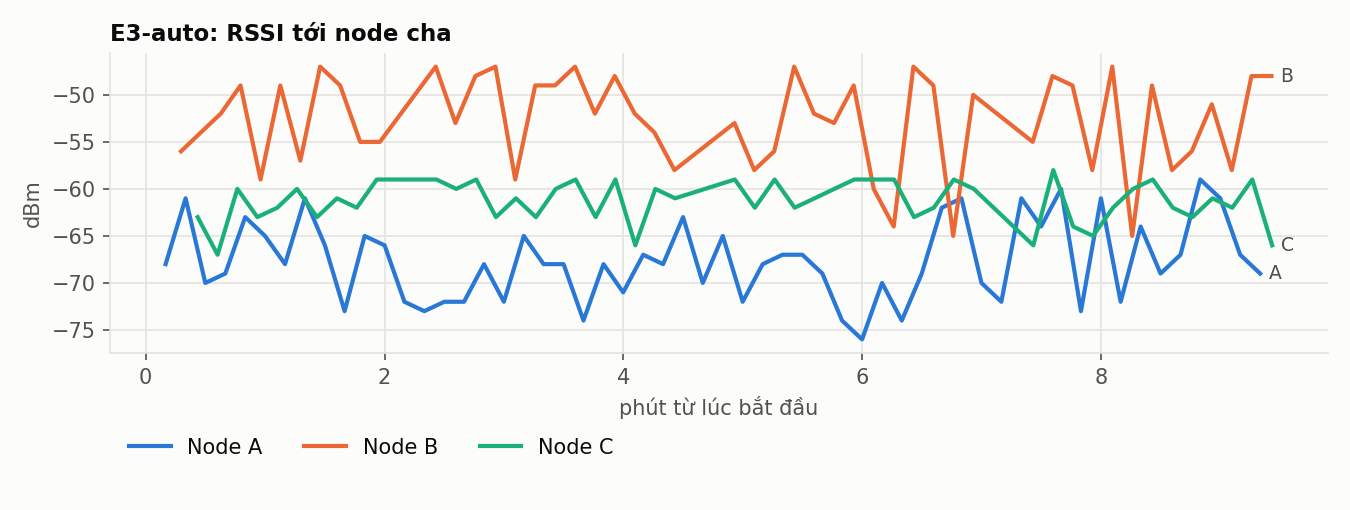 E3-auto: RSSI tới node cha
dBm
−50
−55
−60
−65
−70
−75
B
C
A
0 2 4 6 8
phút từ lúc bắt đầu
Node A Node B Node C